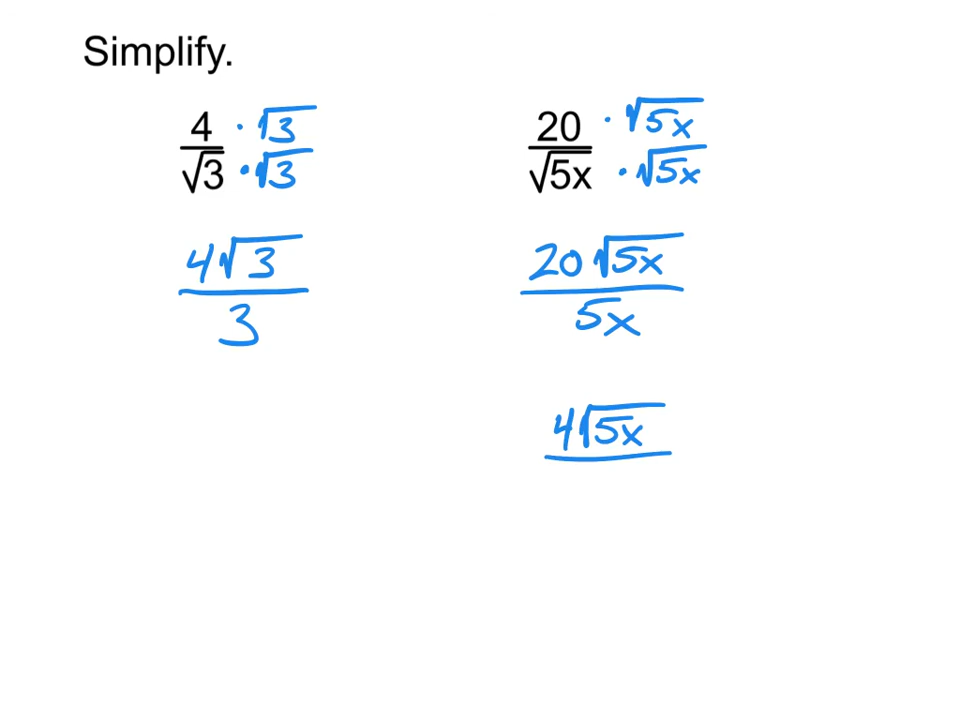 Simplify.
4 · √3
√3 · √3
4√3
3
20 · √5x
√5x · √5x
20√5x
5x
4√5x